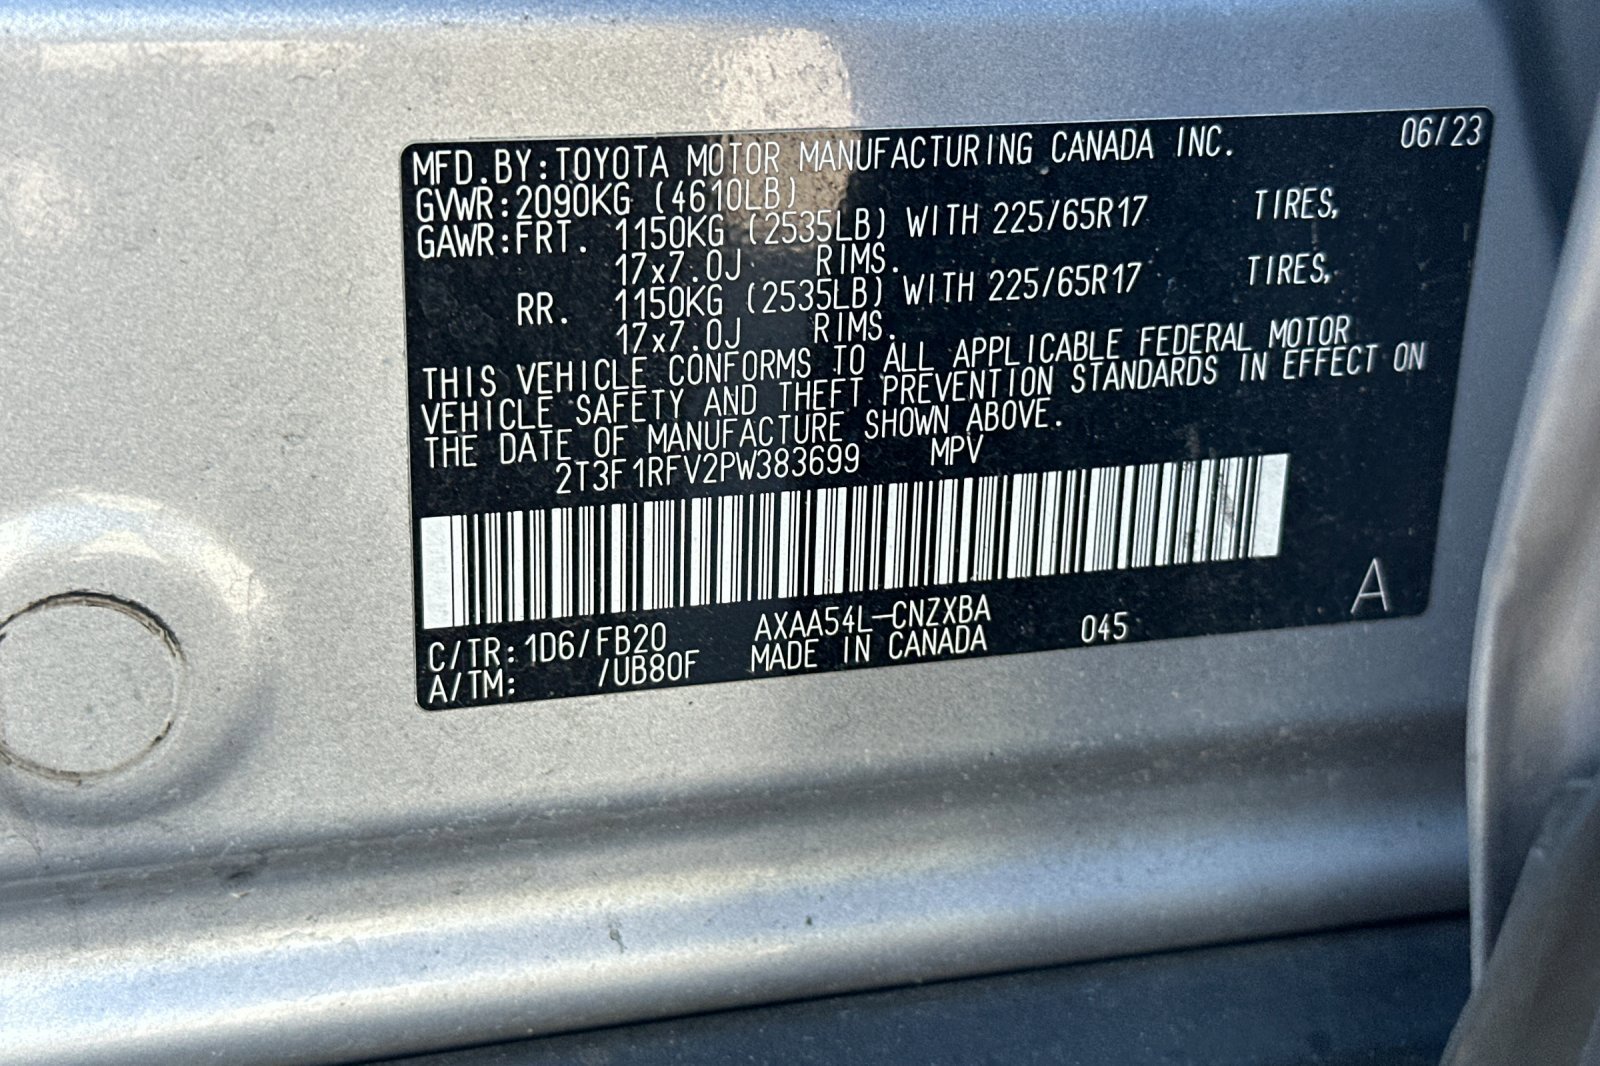 MFD.BY:TOYOTA MOTOR MANUFACTURING CANADA INC. 06/23
GVWR:2090KG (4610LB)
GAWR:FRT. 1150KG (2535LB) WITH 225/65R17 TIRES,
17x7.0J RIMS.
RR. 1150KG (2535LB) WITH 225/65R17 TIRES,
17x7.0J RIMS.
THIS VEHICLE CONFORMS TO ALL APPLICABLE FEDERAL MOTOR
VEHICLE SAFETY AND THEFT PREVENTION STANDARDS IN EFFECT ON
THE DATE OF MANUFACTURE SHOWN ABOVE.
2T3F1RFV2PW383699 MPV
C/TR:1D6/FB20 AXAA54L-CNZXBA 045 A
A/TM: /UB80F MADE IN CANADA